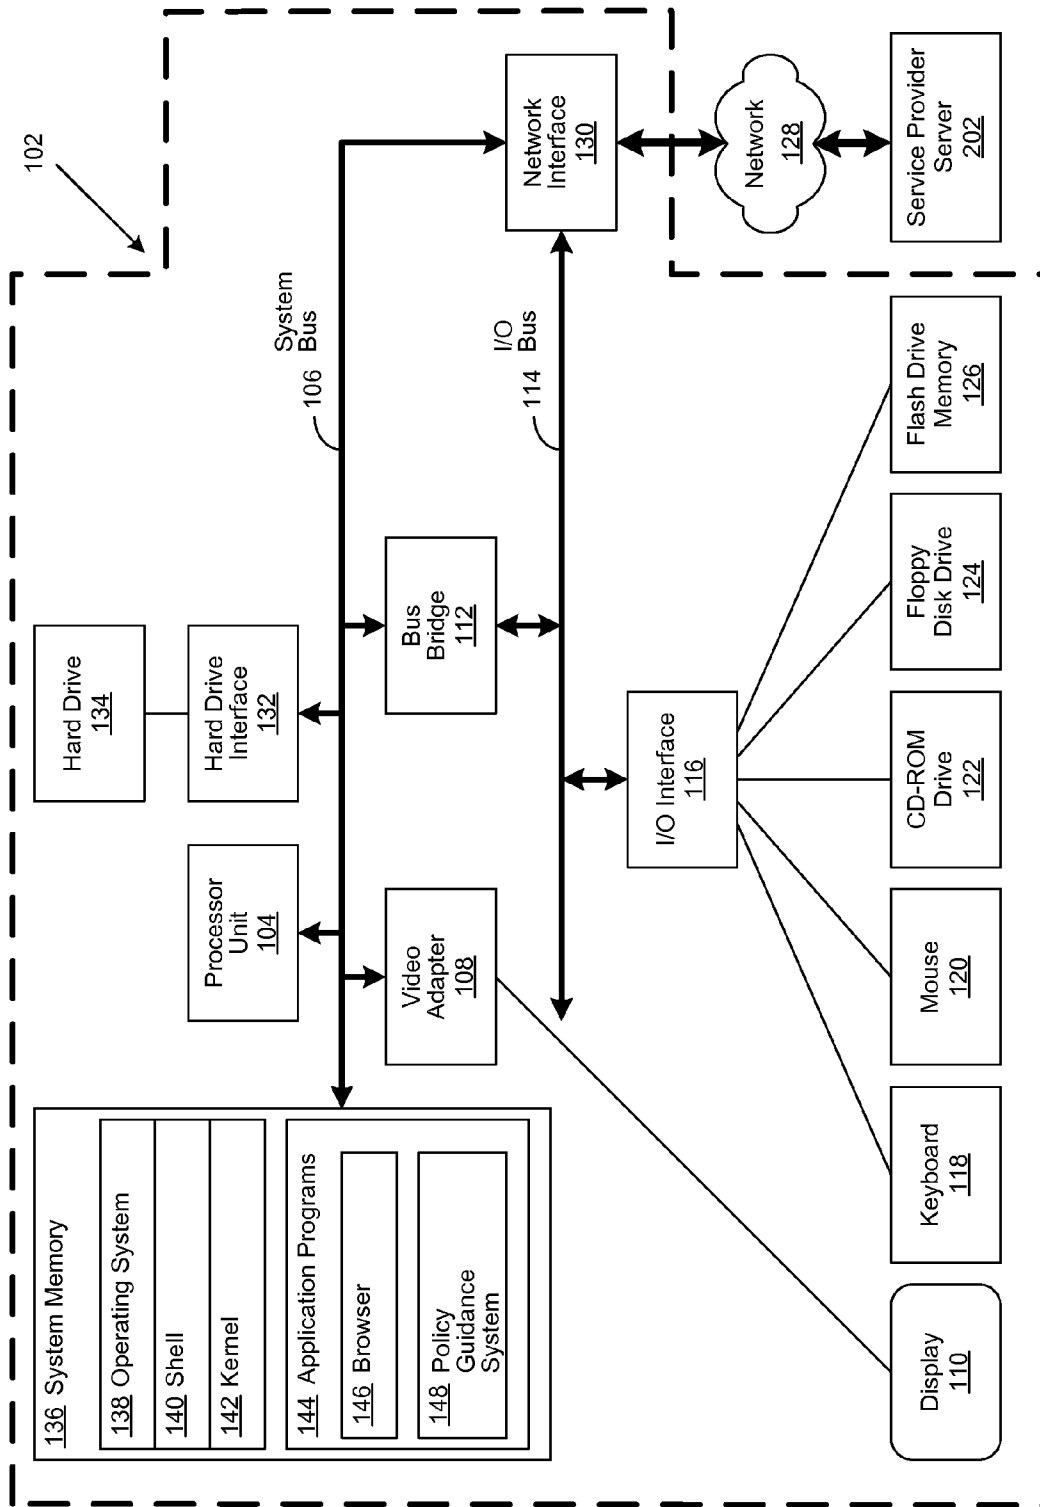 102
136 System Memory
138 Operating System
140 Shell
142 Kernel
144 Application Programs
146 Browser
148 Policy
Guidance
System
Processor
Unit
104
Hard Drive
134
Hard Drive
Interface
132
Video
Adapter
108
Bus
Bridge
112
106
System
Bus
114
I/O
Bus
Network
Interface
130
I/O Interface
116
Network
128
Display
110
Keyboard
118
Mouse
120
CD-ROM
Drive
122
Floppy
Disk Drive
124
Flash Drive
Memory
126
Service Provider
Server
202